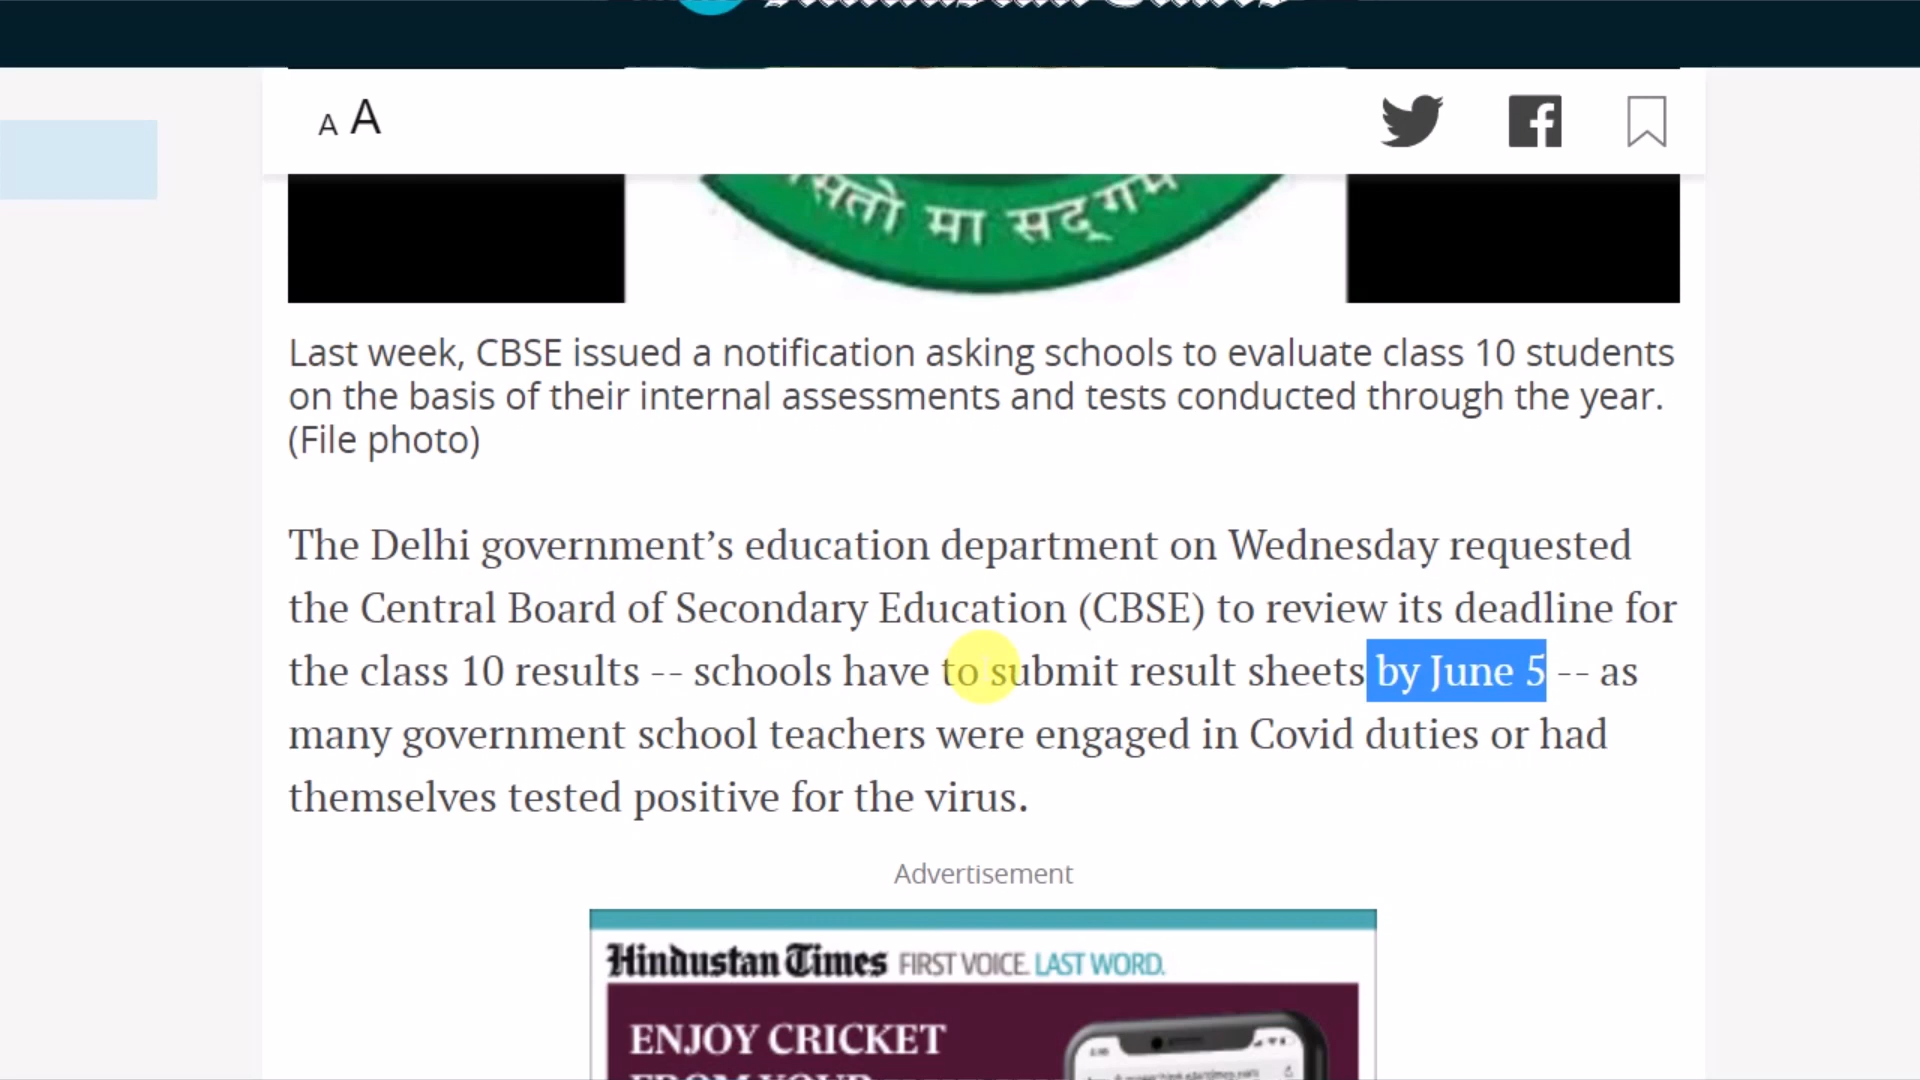 A A
मा सद्गम
Last week, CBSE issued a notification asking schools to evaluate class 10 students
on the basis of their internal assessments and tests conducted through the year.
(File photo)
The Delhi government’s education department on Wednesday requested
the Central Board of Secondary Education (CBSE) to review its deadline for
the class 10 results -- schools have to submit result sheets by June 5 -- as
many government school teachers were engaged in Covid duties or had
themselves tested positive for the virus.
Advertisement
Hindustan Times FIRST VOICE. LAST WORD.
ENJOY CRICKET